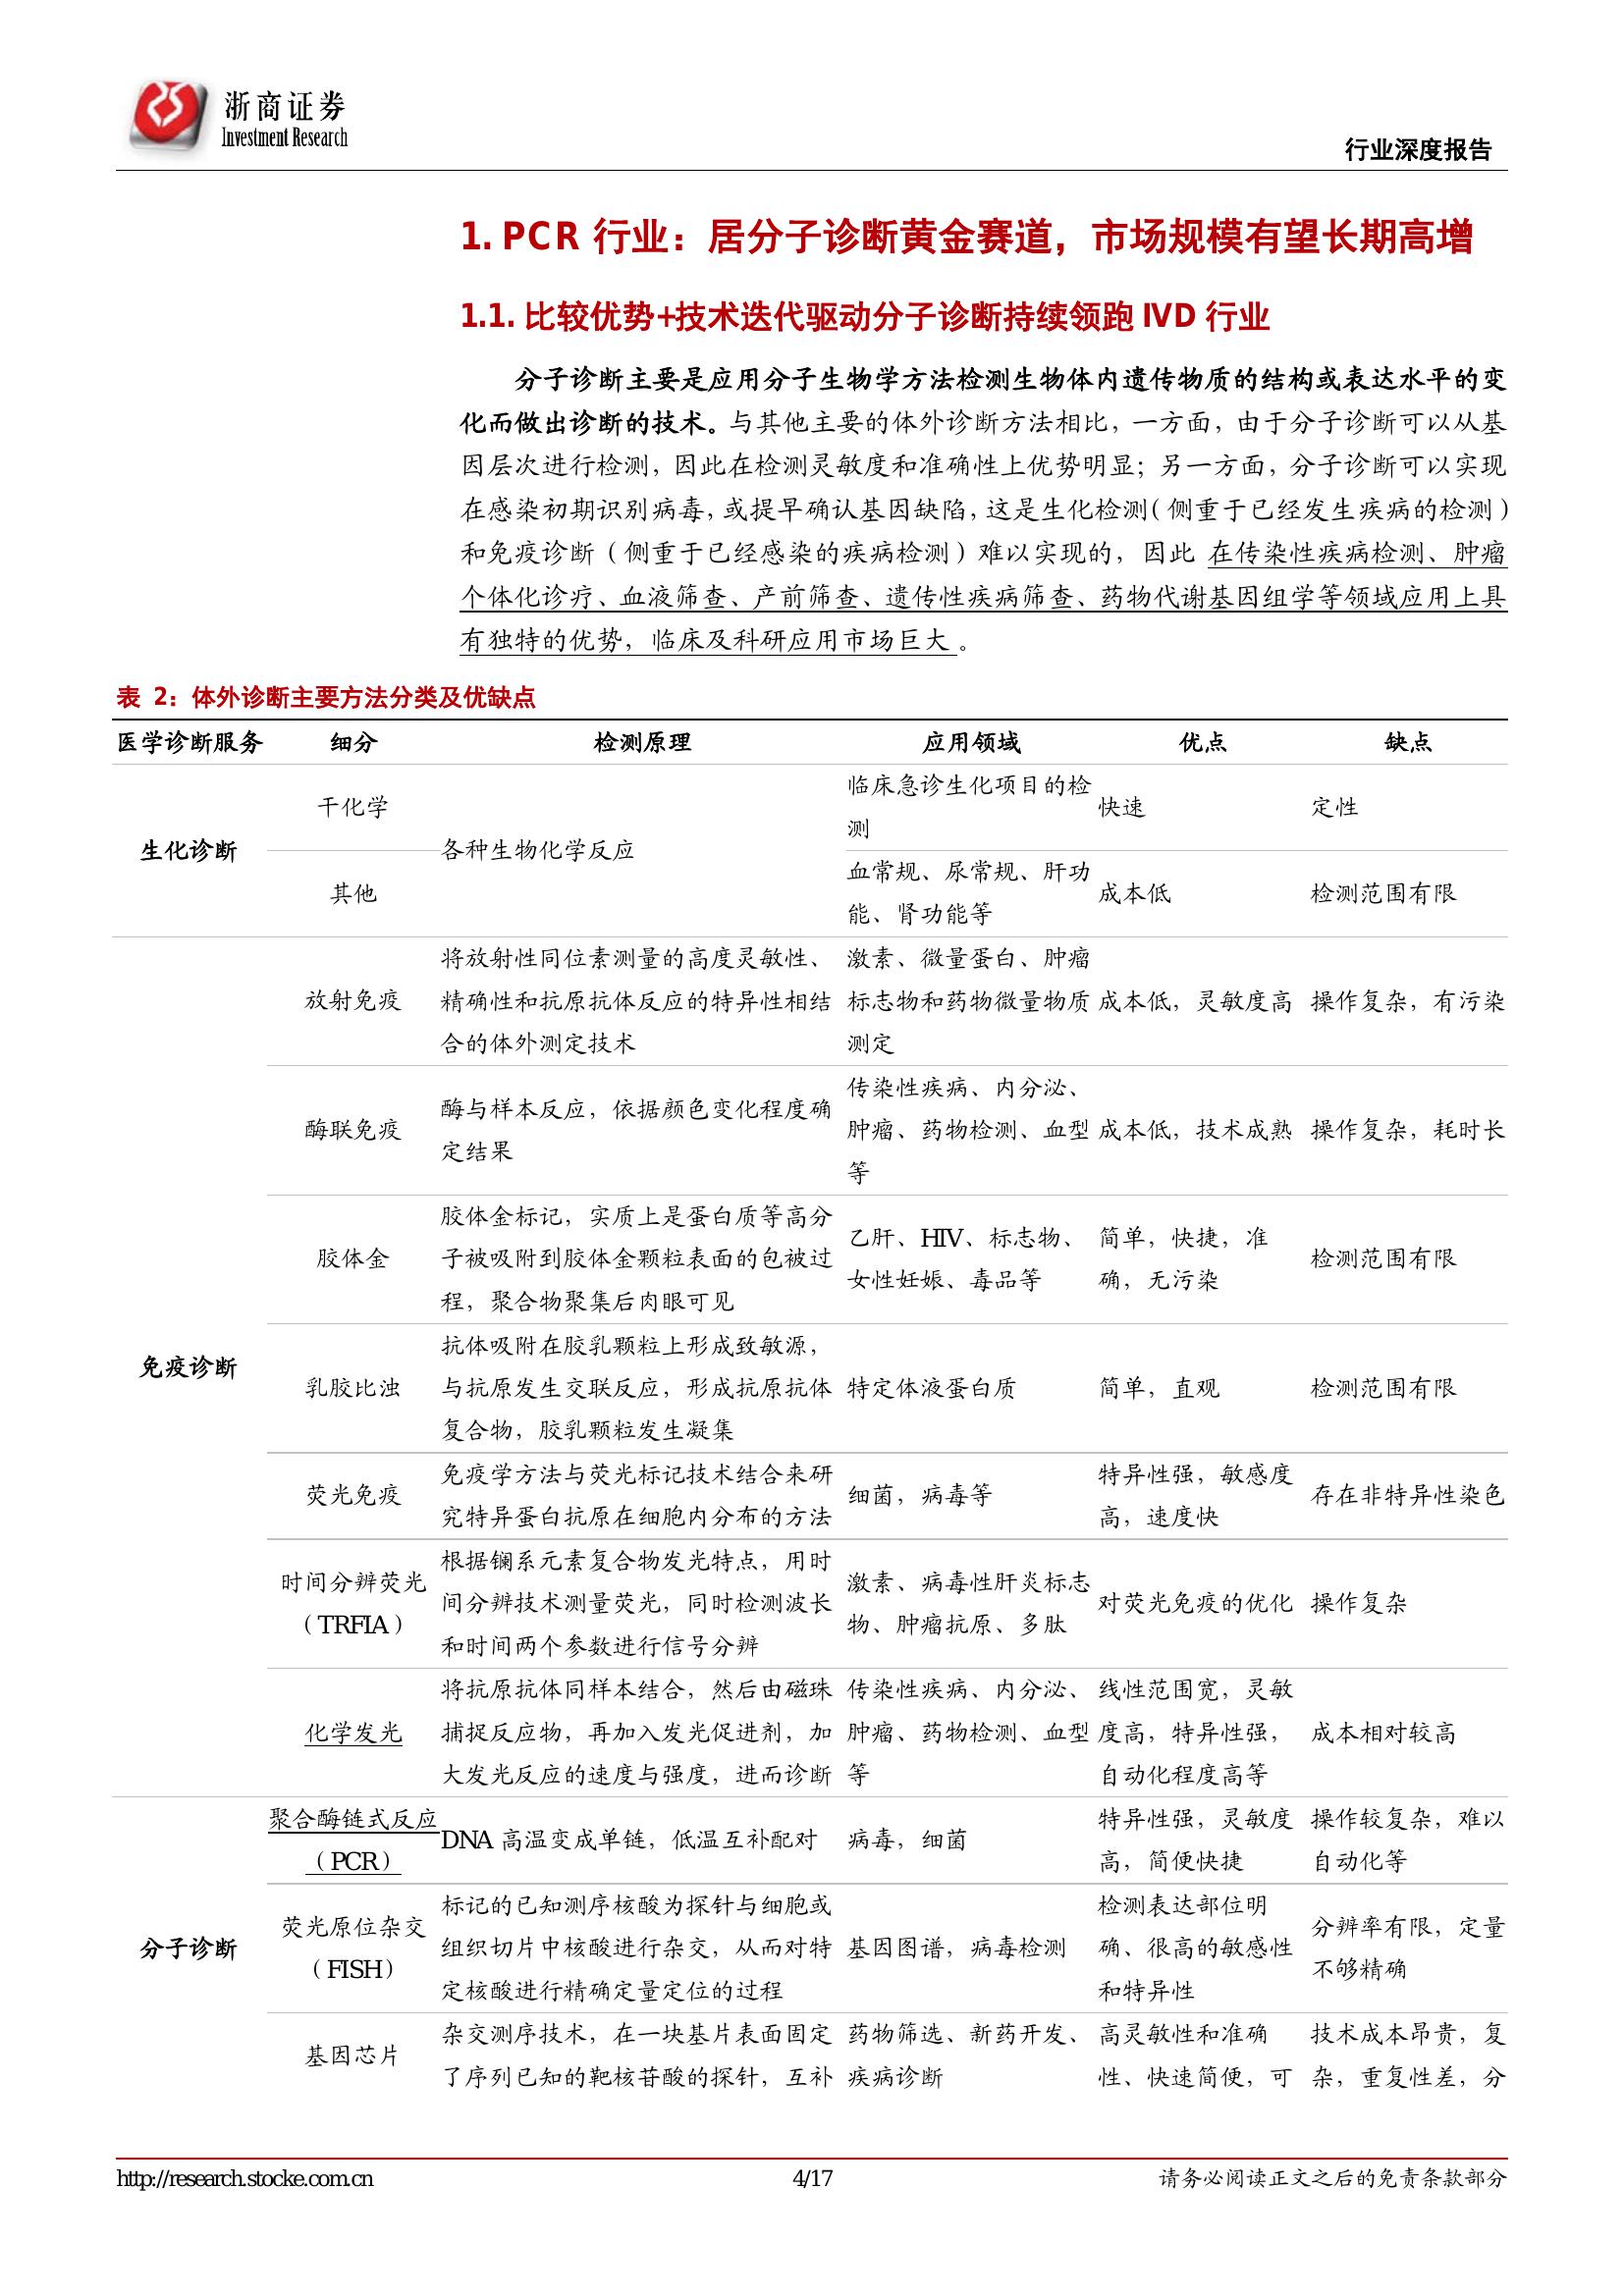 浙商证券
Investment Research
行业深度报告
1. PCR 行业：居分子诊断黄金赛道，市场规模有望长期高增
1.1. 比较优势+技术迭代驱动分子诊断持续领跑 IVD 行业
分子诊断主要是应用分子生物学方法检测生物体内遗传物质的结构或表达水平的变
化而做出诊断的技术。与其他主要的体外诊断方法相比，一方面，由于分子诊断可以从基
因层次进行检测，因此在检测灵敏度和准确性上优势明显；另一方面，分子诊断可以实现
在感染初期识别病毒，或提早确认基因缺陷，这是生化检测（侧重于已经发生疾病的检测）
和免疫诊断（侧重于已经感染的疾病检测）难以实现的，因此 在传染性疾病检测、肿瘤
个体化诊疗、血液筛查、产前筛查、遗传性疾病筛查、药物代谢基因组学等领域应用上具
有独特的优势，临床及科研应用市场巨大 。
表 2：体外诊断主要方法分类及优缺点
医学诊断服务 细分 检测原理 应用领域 优点 缺点
生化诊断
干化学
各种生物化学反应
临床急诊生化项目的检
测
快速
定性
其他
血常规、尿常规、肝功
能、肾功能等
成本低
检测范围有限
免疫诊断
放射免疫
将放射性同位素测量的高度灵敏性、
精确性和抗原抗体反应的特异性相结
合的体外测定技术
激素、微量蛋白、肿瘤
标志物和药物微量物质
测定
成本低，灵敏度高
操作复杂，有污染
酶联免疫
酶与样本反应，依据颜色变化程度确
定结果
传染性疾病、内分泌、
肿瘤、药物检测、血型
等
成本低，技术成熟
操作复杂，耗时长
胶体金
胶体金标记，实质上是蛋白质等高分
子被吸附到胶体金颗粒表面的包被过
程，聚合物聚集后肉眼可见
乙肝、HIV、标志物、
女性妊娠、毒品等
简单，快捷，准
确，无污染
检测范围有限
乳胶比浊
抗体吸附在胶乳颗粒上形成致敏源，
与抗原发生交联反应，形成抗原抗体
复合物，胶乳颗粒发生凝集
特定体液蛋白质
简单，直观
检测范围有限
荧光免疫
免疫学方法与荧光标记技术结合来研
究特异蛋白抗原在细胞内分布的方法
细菌，病毒等
特异性强，敏感度
高，速度快
存在非特异性染色
时间分辨荧光
（TRFIA）
根据镧系元素复合物发光特点，用时
间分辨技术测量荧光，同时检测波长
和时间两个参数进行信号分辨
激素、病毒性肝炎标志
物、肿瘤抗原、多肽
对荧光免疫的优化
操作复杂
化学发光
将抗原抗体同样本结合，然后由磁珠
捕捉反应物，再加入发光促进剂，加
大发光反应的速度与强度，进而诊断
传染性疾病、内分泌、
肿瘤、药物检测、血型
等
线性范围宽，灵敏
度高，特异性强，
自动化程度高等
成本相对较高
分子诊断
聚合酶链式反应
（PCR）
DNA 高温变成单链，低温互补配对
病毒，细菌
特异性强，灵敏度
高，简便快捷
操作较复杂，难以
自动化等
荧光原位杂交
（FISH）
标记的已知测序核酸为探针与细胞或
组织切片中核酸进行杂交，从而对特
定核酸进行精确定量定位的过程
基因图谱，病毒检测
检测表达部位明
确、很高的敏感性
和特异性
分辨率有限，定量
不够精确
基因芯片
杂交测序技术，在一块基片表面固定
了序列已知的靶核苷酸的探针，互补
药物筛选、新药开发、
疾病诊断
高灵敏性和准确
性、快速简便，可
技术成本昂贵，复
杂，重复性差，分
http://research.stocke.com.cn
4/17
请务必阅读正文之后的免责条款部分